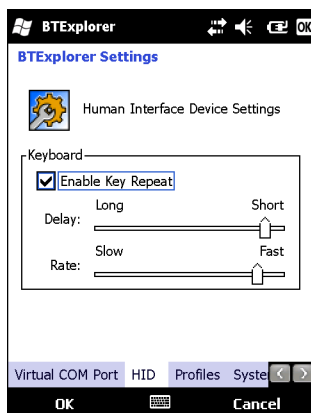 BTExplorer OK
BTExplorer Settings
Human Interface Device Settings
Keyboard
Enable Key Repeat
Long Short
Delay:
Slow Fast
Rate:
Virtual COM Port HID Profiles Syste
OK Cancel